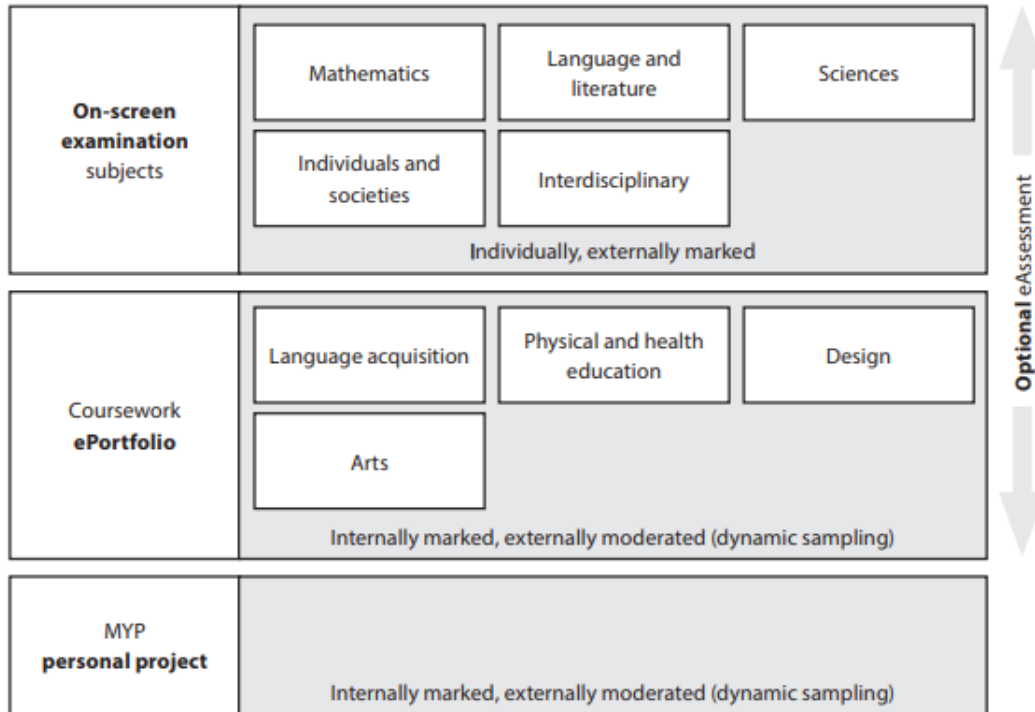 On-screen
examination
subjects
Mathematics
Language and
literature
Sciences
Individuals and
societies
Interdisciplinary
Individually, externally marked
Coursework
ePortfolio
Language acquisition
Physical and health
education
Design
Arts
Internally marked, externally moderated (dynamic sampling)
MYP
personal project
Internally marked, externally moderated (dynamic sampling)
Optional eAssessment